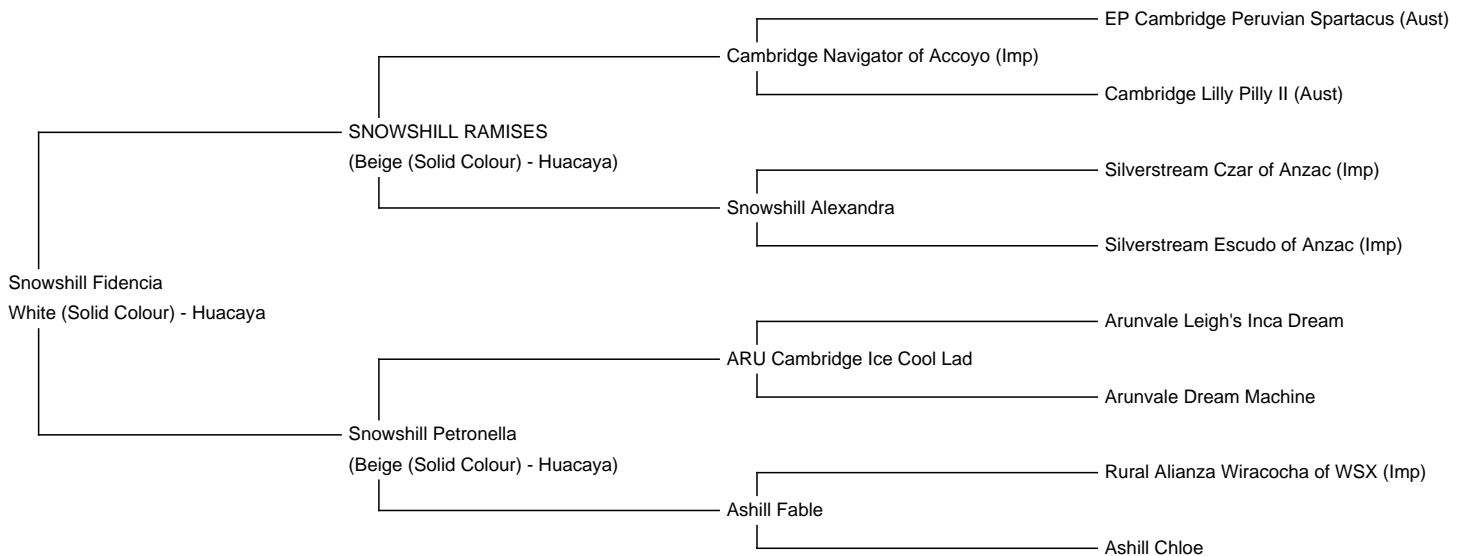 EP Cambridge Peruvian Spartacus (Aust)
Cambridge Navigator of Accoyo (Imp)
Cambridge Lilly Pilly II (Aust)
SNOWSHILL RAMISES
(Beige (Solid Colour) - Huacaya)
Silverstream Czar of Anzac (Imp)
Snowshill Alexandra
Silverstream Escudo of Anzac (Imp)
Snowshill Fidencia
White (Solid Colour) - Huacaya
Arunvale Leigh's Inca Dream
ARU Cambridge Ice Cool Lad
Arunvale Dream Machine
Snowshill Petronella
(Beige (Solid Colour) - Huacaya)
Rural Alianza Wiracocha of WSX (Imp)
Ashill Fable
Ashill Chloe